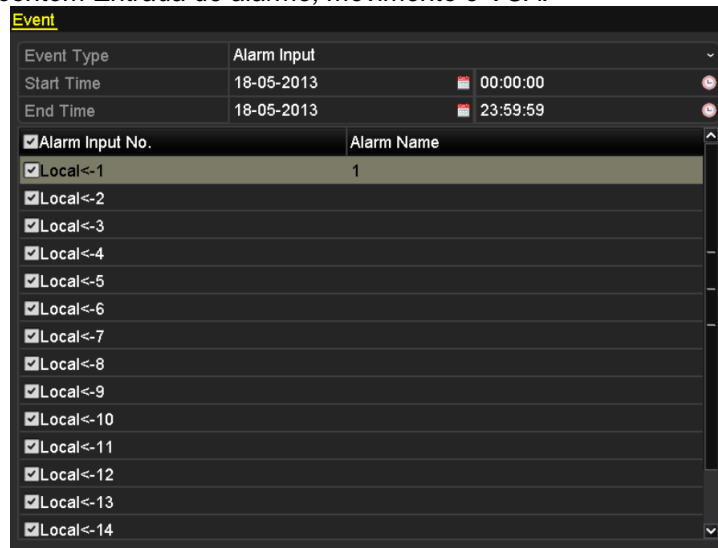 Event
Event Type Alarm Input
Start Time 18-05-2013 00:00:00
End Time 18-05-2013 23:59:59
Alarm Input No. Alarm Name
Local<-1 1
Local<-2
Local<-3
Local<-4
Local<-5
Local<-6
Local<-7
Local<-8
Local<-9
Local<-10
Local<-11
Local<-12
Local<-13
Local<-14